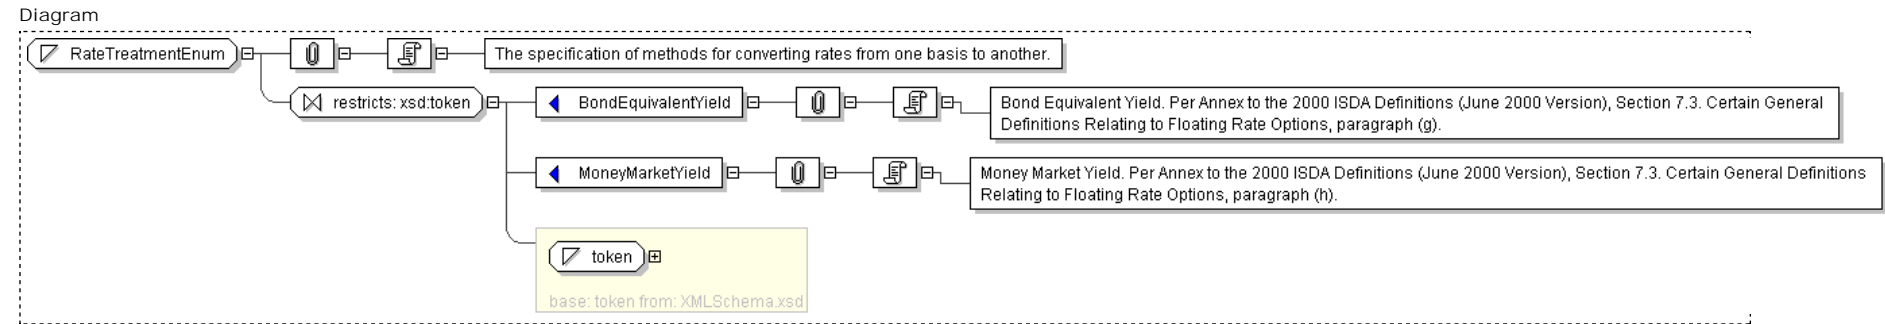 Diagram
RateTreatmentEnum
The specification of methods for converting rates from one basis to another.
restricts: xsd:token
BondEquivalentYield
Bond Equivalent Yield. Per Annex to the 2000 ISDA Definitions (June 2000 Version), Section 7.3. Certain General
Definitions Relating to Floating Rate Options, paragraph (g).
MoneyMarketYield
Money Market Yield. Per Annex to the 2000 ISDA Definitions (June 2000 Version), Section 7.3. Certain General Definitions
Relating to Floating Rate Options, paragraph (h).
token
base: token from: XMLSchema.xsd